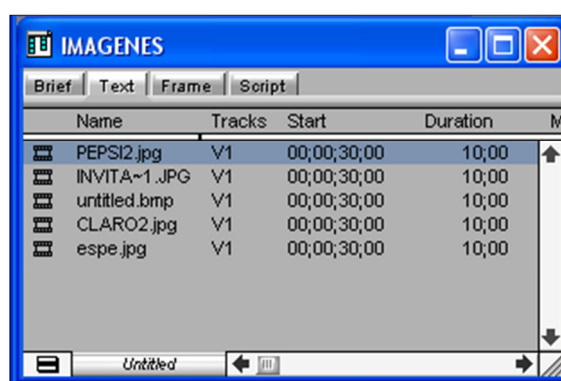 IMAGENES
Brief Text Frame Script
Name Tracks Start Duration M
PEPSI2.jpg V1 00;00;30;00 10;00
INVITA~1.JPG V1 00;00;30;00 10;00
untitled.bmp V1 00;00;30;00 10;00
CLARO2.jpg V1 00;00;30;00 10;00
espe.jpg V1 00;00;30;00 10;00
Untitled